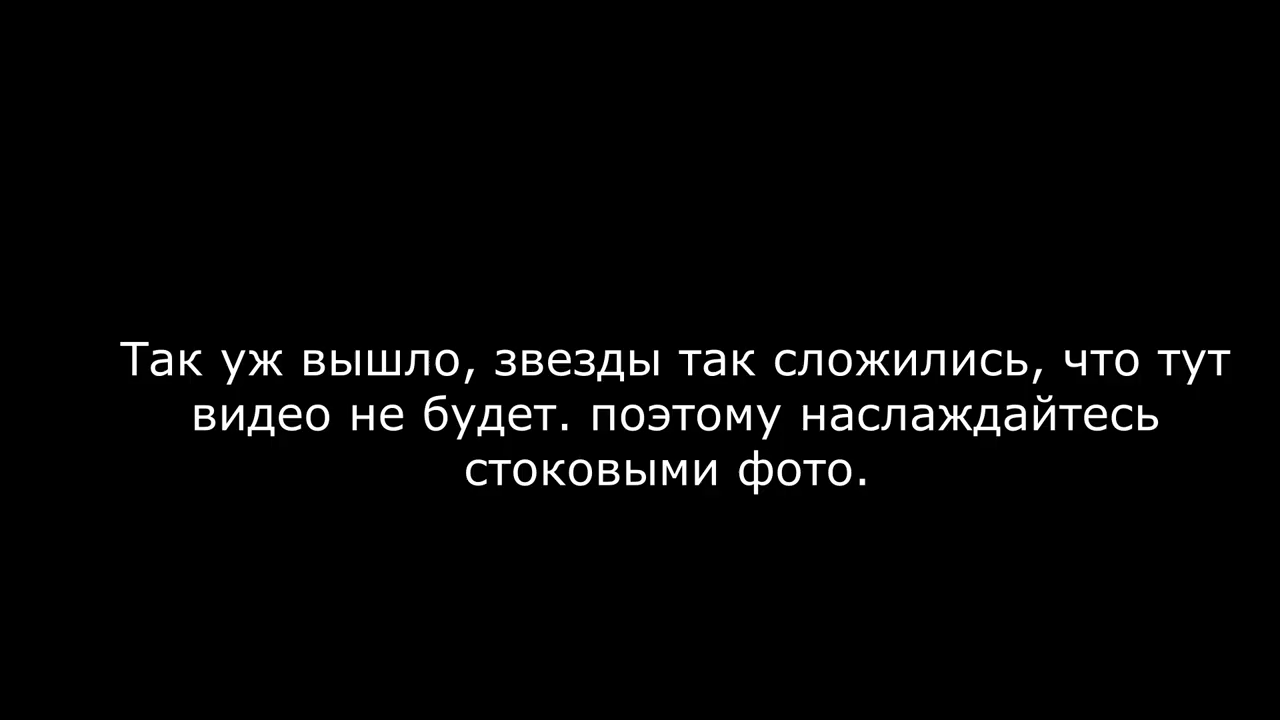 Так уж вышло, звезды так сложились, что тут
видео не будет. поэтому наслаждайтесь
стоковыми фото.